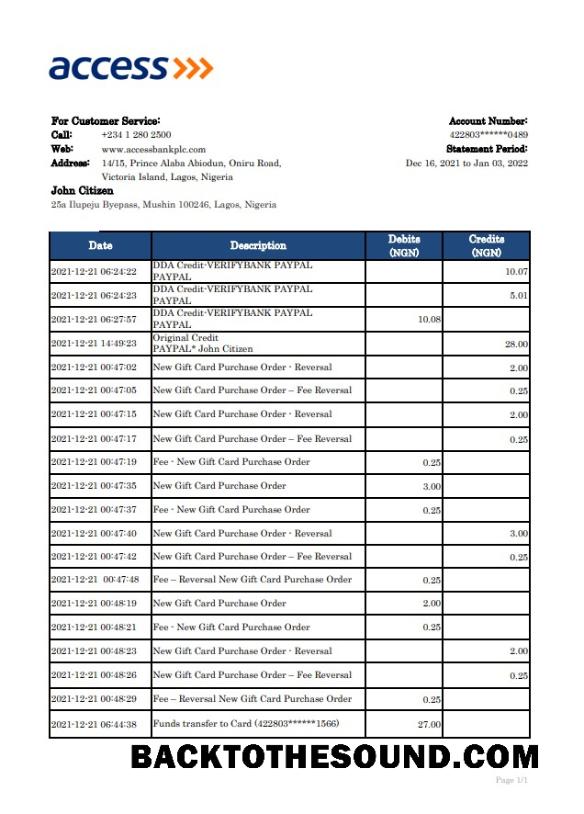 access
For Customer Service:
Account Number:
Call: +234 1 280 2500
422803******0489
Web: www.accessbankplc.com
Statement Period:
Address: 14/15, Prince Alaba Abiodun, Oniru Road,
Dec 16, 2021 to Jan 03, 2022
Victoria Island, Lagos, Nigeria
John Citizen
25a Ilupeju Byepass, Mushin 100246, Lagos, Nigeria
Date Description Debits (NGN) Credits (NGN)
2021-12-21 06:24:22 DDA Credit-VERIFYBANK PAYPAL PAYPAL 10.07
2021-12-21 06:24:23 DDA Credit-VERIFYBANK PAYPAL PAYPAL 5.01
2021-12-21 06:27:57 DDA Credit-VERIFYBANK PAYPAL PAYPAL 10.08
2021-12-21 14:49:23 Original Credit PAYPAL* John Citizen 28.00
2021-12-21 00:47:02 New Gift Card Purchase Order - Reversal 2.00
2021-12-21 00:47:05 New Gift Card Purchase Order – Fee Reversal 0.25
2021-12-21 00:47:15 New Gift Card Purchase Order - Reversal 2.00
2021-12-21 00:47:17 New Gift Card Purchase Order – Fee Reversal 0.25
2021-12-21 00:47:19 Fee - New Gift Card Purchase Order 0.25
2021-12-21 00:47:35 New Gift Card Purchase Order 3.00
2021-12-21 00:47:37 Fee - New Gift Card Purchase Order 0.25
2021-12-21 00:47:40 New Gift Card Purchase Order - Reversal 3.00
2021-12-21 00:47:42 New Gift Card Purchase Order – Fee Reversal 0.25
2021-12-21 00:47:48 Fee – Reversal New Gift Card Purchase Order 0.25
2021-12-21 00:48:19 New Gift Card Purchase Order 2.00
2021-12-21 00:48:21 Fee - New Gift Card Purchase Order 0.25
2021-12-21 00:48:23 New Gift Card Purchase Order - Reversal 2.00
2021-12-21 00:48:26 New Gift Card Purchase Order – Fee Reversal 0.25
2021-12-21 00:48:29 Fee – Reversal New Gift Card Purchase Order 0.25
2021-12-21 06:44:38 Funds transfer to Card (422803******1566) 27.00
BACKTOTHESOUND.COM
Page 1/1